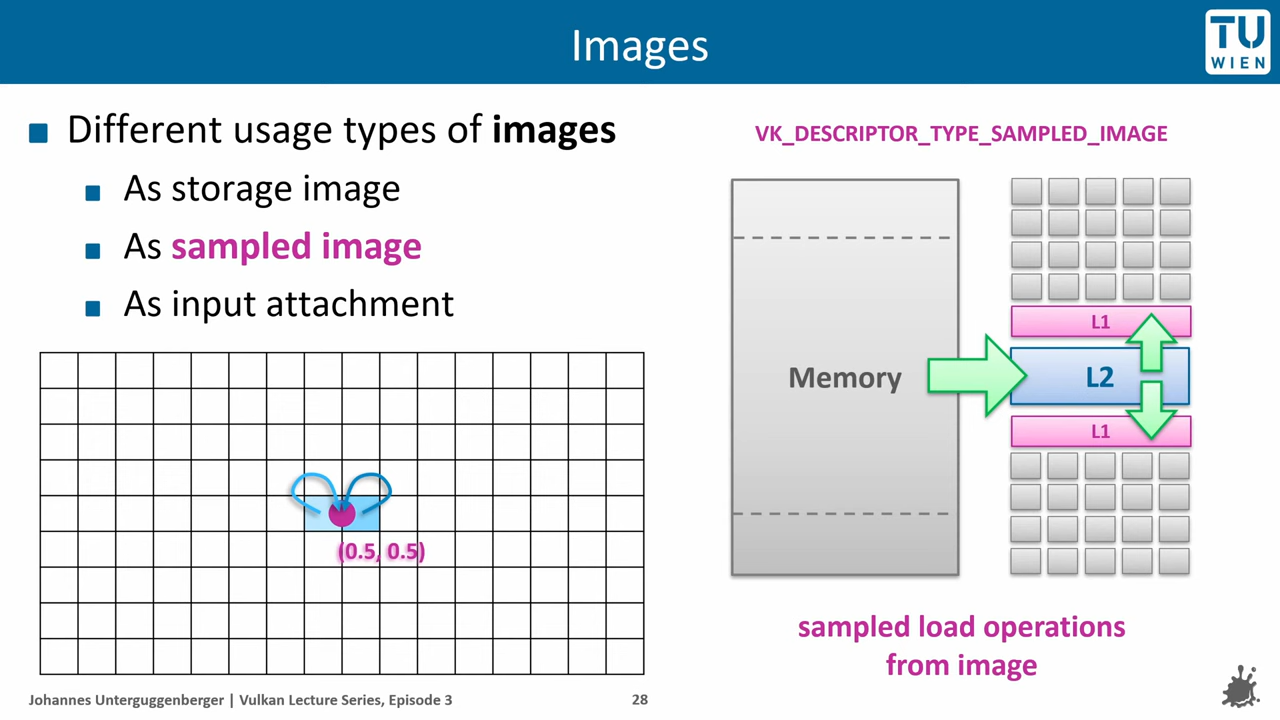 Images
TU
WIEN
Different usage types of images
As storage image
As sampled image
As input attachment
(0.5, 0.5)
VK_DESCRIPTOR_TYPE_SAMPLED_IMAGE
Memory
L1
L2
L1
sampled load operations
from image
Johannes Unterguggenberger | Vulkan Lecture Series, Episode 3
28